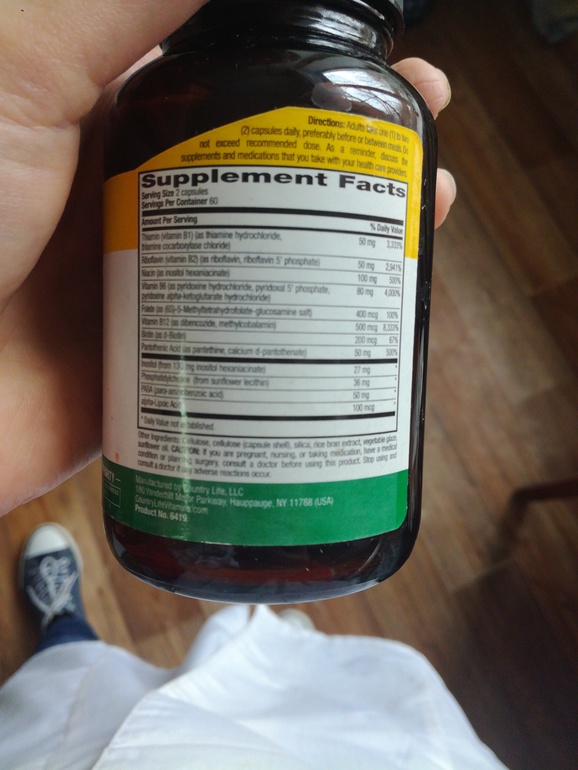 Directions: Adults take one (1) to two
(2) capsules daily, preferably before or between meals. Do
not exceed recommended dose. As a reminder, discuss the
supplements and medications that you take with your health care providers.
Supplement Facts
Serving Size 2 capsules
Servings Per Container 60
Amount Per Serving % Daily Value
Thiamin (vitamin B1) (as thiamine hydrochloride,
thiamine cocarboxylase chloride) 50 mg 3,333%
Riboflavin (vitamin B2) (as riboflavin, riboflavin 5' phosphate) 50 mg 2,941%
Niacin (as inositol hexaniacinate) 100 mg 500%
Vitamin B6 (as pyridoxine hydrochloride, pyridoxal 5' phosphate,
pyridoxine alpha-ketoglutarate hydrochloride) 80 mg 4,000%
Folate (as (6S)-5-Methyltetrahydrofolate-glucosamine salt) 400 mcg 100%
Vitamin B12 (as dibencozide, methylcobalamin) 500 mcg 8,333%
Biotin (as d-Biotin) 200 mcg 67%
Pantothenic Acid (as pantethine, calcium d-pantothenate) 50 mg 500%
Inositol (from 130 mg inositol hexaniacinate) 27 mg *
Phosphatidylcholine (from sunflower lecithin) 36 mg *
PABA (para-aminobenzoic acid) 50 mg *
alpha-Lipoic Acid 100 mcg *
* Daily Value not established.
Other ingredients: Cellulose, cellulose (capsule shell), silica, rice bran extract, vegetable glaze,
sunflower oil. CAUTION: If you are pregnant, nursing, or taking medication, have a medical
condition or planning surgery, consult a doctor before using this product. Stop using and
consult a doctor if any adverse reactions occur.
Manufactured by Country Life, LLC
180 Vanderbilt Motor Parkway, Hauppauge, NY 11788 (USA)
CountryLifeVitamins.com
Product No. 6419